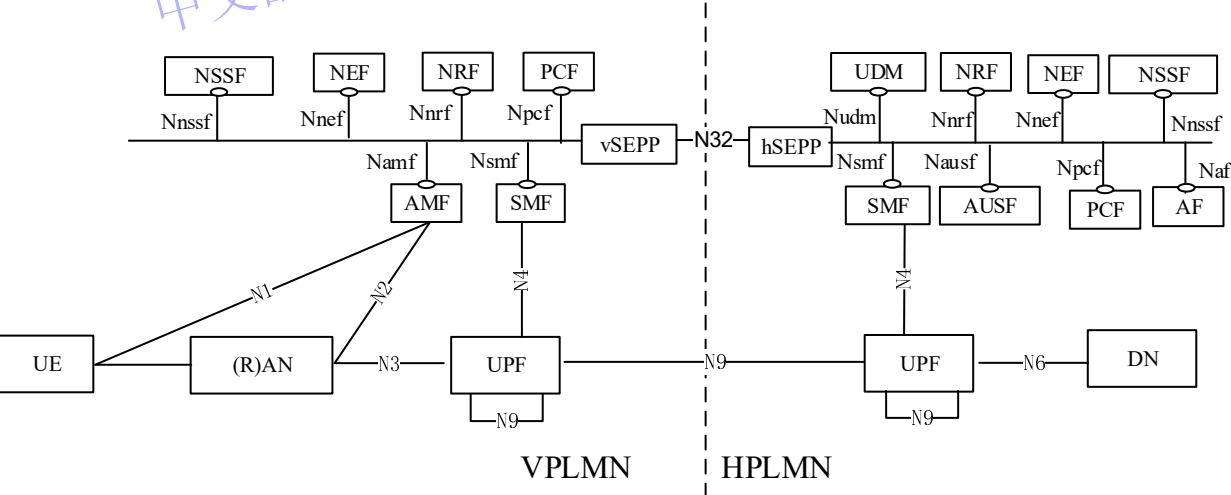 NSSF NEF NRF PCF UDM NRF NEF NSSF
Nnssf Nnef Nnrf Npcf Nudm Nnrf Nnef Nnssf
vSEPP N32 hSEPP
Namf Nsmf Nsmf Nausf Npcf Naf
AMF SMF SMF AUSF PCF AF
N1 N2 N4 N4
UE (R)AN N3 UPF N9 UPF N6 DN
N9 N9
VPLMN HPLMN